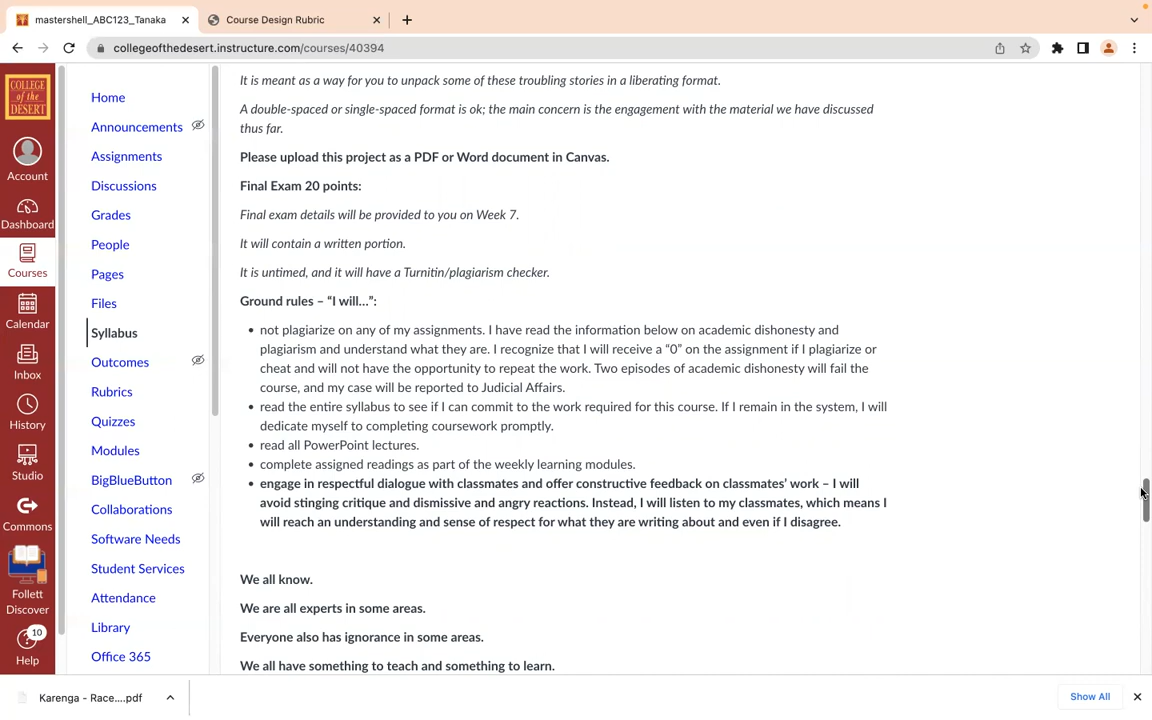 mastershell_ABC123_Tanaka
Course Design Rubric
collegeofthedesert.instructure.com/courses/40394
COLLEGE
of the
DESERT
Account
Dashboard
Courses
Calendar
Inbox
History
Studio
Commons
Follett
Discover
10
Help
Home
Announcements
Assignments
Discussions
Grades
People
Pages
Files
Syllabus
Outcomes
Rubrics
Quizzes
Modules
BigBlueButton
Collaborations
Software Needs
Student Services
Attendance
Library
Office 365
It is meant as a way for you to unpack some of these troubling stories in a liberating format.
A double-spaced or single-spaced format is ok; the main concern is the engagement with the material we have discussed
thus far.
Please upload this project as a PDF or Word document in Canvas.
Final Exam 20 points:
Final exam details will be provided to you on Week 7.
It will contain a written portion.
It is untimed, and it will have a Turnitin/plagiarism checker.
Ground rules – “I will…”:
• not plagiarize on any of my assignments. I have read the information below on academic dishonesty and
plagiarism and understand what they are. I recognize that I will receive a “0” on the assignment if I plagiarize or
cheat and will not have the opportunity to repeat the work. Two episodes of academic dishonesty will fail the
course, and my case will be reported to Judicial Affairs.
• read the entire syllabus to see if I can commit to the work required for this course. If I remain in the system, I will
dedicate myself to completing coursework promptly.
• read all PowerPoint lectures.
• complete assigned readings as part of the weekly learning modules.
• engage in respectful dialogue with classmates and offer constructive feedback on classmates’ work – I will
avoid stinging critique and dismissive and angry reactions. Instead, I will listen to my classmates, which means I
will reach an understanding and sense of respect for what they are writing about and even if I disagree.
We all know.
We are all experts in some areas.
Everyone also has ignorance in some areas.
We all have something to teach and something to learn.
Karenga - Race....pdf
Show All